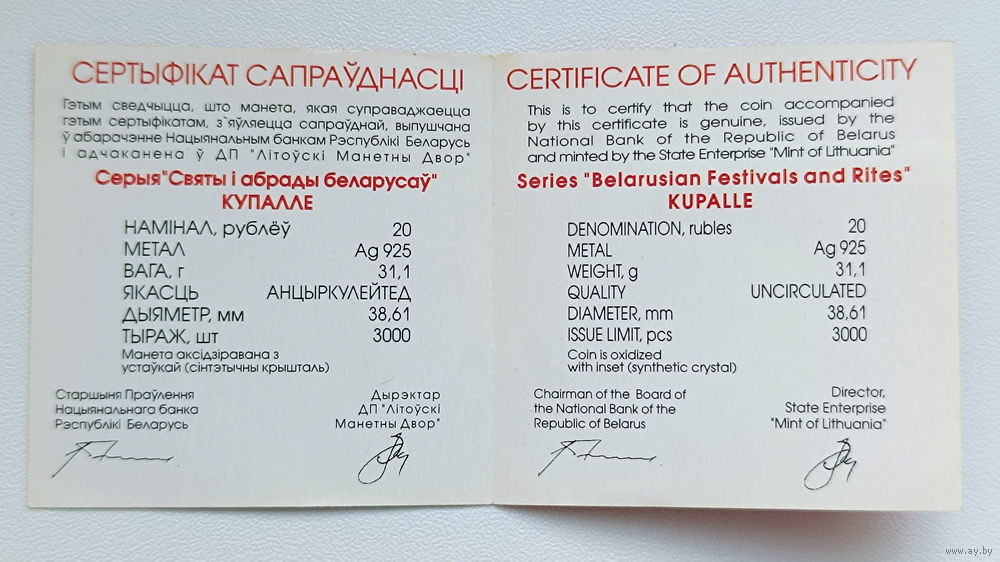 СЕРТЫФІКАТ САПРАЎДНАСЦІ
Гэтым сведчыцца, што манета, якая суправаджаецца
гэтым сертыфікатам, з`яўляецца сапраўднай, выпушчана
ў абарачэнне Нацыянальным банкам Рэспублікі Беларусь
і адчаканена ў ДП "Літоўскі Манетны Двор"
Серыя "Святы і абрады беларусаў"
КУПАЛЛЕ
НАМІНАЛ, рублёў 20
МЕТАЛ Ag 925
ВАГА, г 31,1
ЯКАСЦЬ АНЦЫРКУЛЕЙТЕД
ДЫЯМЕТР, мм 38,61
ТЫРАЖ, шт 3000
Манета аксідзіравана з
устаўкай (сінтэтычны крышталь)
Старшыня Праўлення
Нацыянальнага банка
Рэспублікі Беларусь
Дырэктар
ДП "Літоўскі
Манетны Двор"
CERTIFICATE OF AUTHENTICITY
This is to certify that the coin accompanied
by this certificate is genuine, issued by the
National Bank of the Republic of Belarus
and minted by the State Enterprise "Mint of Lithuania"
Series "Belarusian Festivals and Rites"
KUPALLE
DENOMINATION, rubles 20
METAL Ag 925
WEIGHT, g 31,1
QUALITY UNCIRCULATED
DIAMETER, mm 38,61
ISSUE LIMIT, pcs 3000
Coin is oxidized
with inset (synthetic crystal)
Chairman of the Board of
the National Bank of the
Republic of Belarus
Director,
State Enterprise
"Mint of Lithuania"
www.ay.by